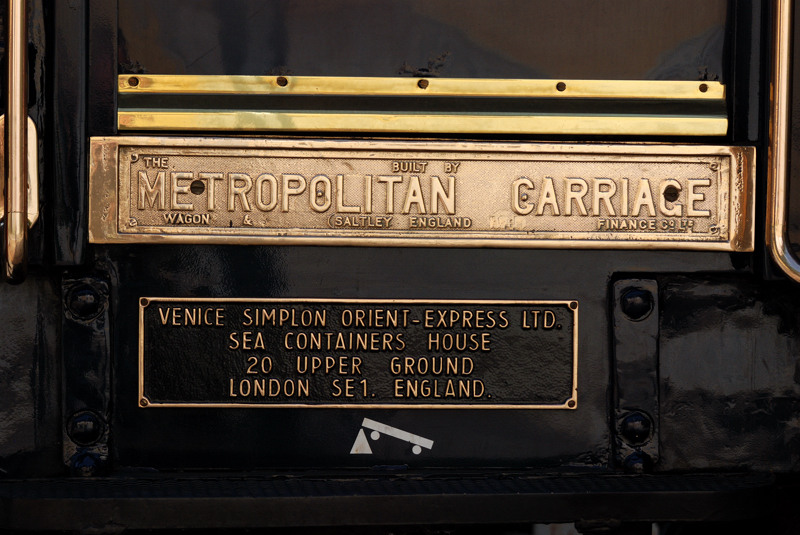 THE BUILT BY
METROPOLITAN CARRIAGE
WAGON & (SALTLEY ENGLAND FINANCE CO LTD
VENICE SIMPLON ORIENT-EXPRESS LTD.
SEA CONTAINERS HOUSE
20 UPPER GROUND
LONDON SE1. ENGLAND.